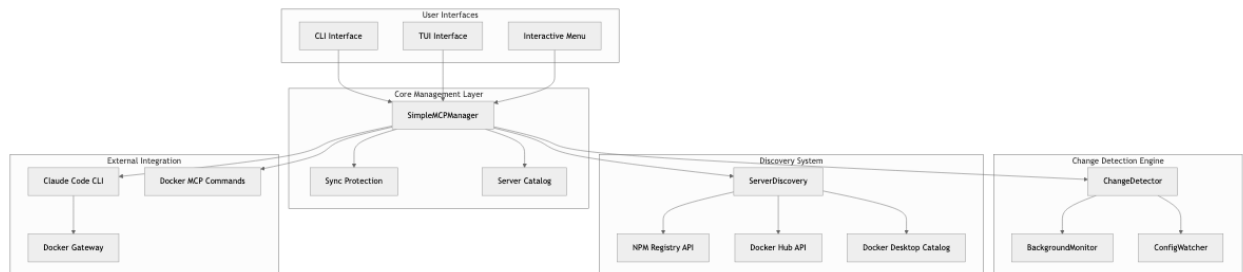 User Interfaces
CLI Interface
TUI Interface
Interactive Menu
Core Management Layer
SimpleMCPManager
Sync Protection
Server Catalog
External Integration
Claude Code CLI
Docker MCP Commands
Docker Gateway
Discovery System
ServerDiscovery
NPM Registry API
Docker Hub API
Docker Desktop Catalog
Change Detection Engine
ChangeDetector
BackgroundMonitor
ConfigWatcher